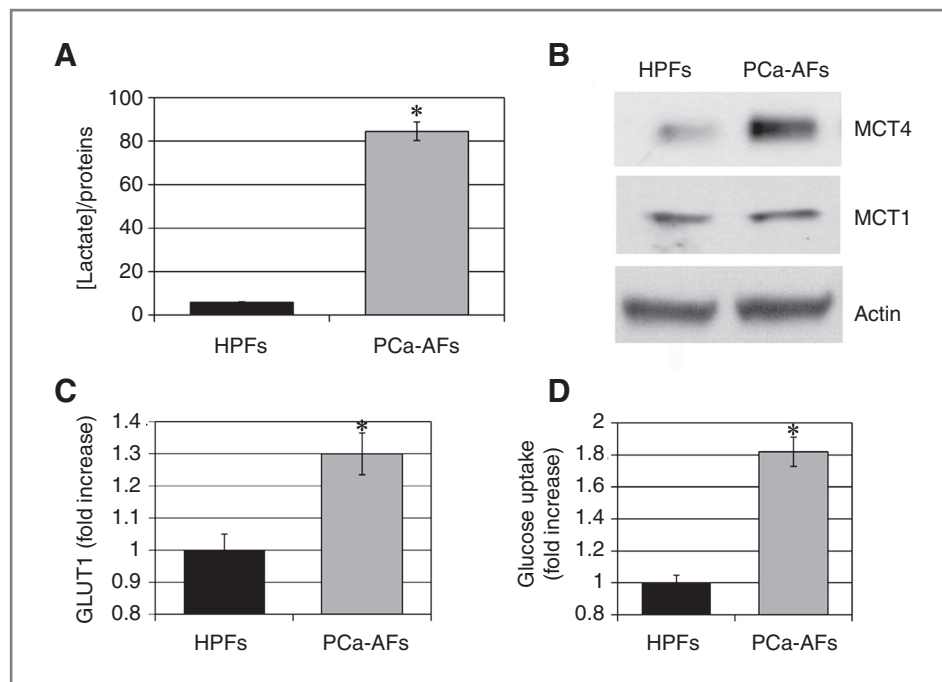 A
[Lactate]/proteins
100
80
60
40
20
0
*
HPFs PCa-AFs
B
HPFs PCa-AFs
MCT4
MCT1
Actin
C
GLUT1 (fold increase)
1.4
1.3
1.2
1.1
1
0.9
0.8
*
HPFs PCa-AFs
D
Glucose uptake
(fold increase)
2
1.8
1.6
1.4
1.2
1
0.8
*
HPFs PCa-AFs